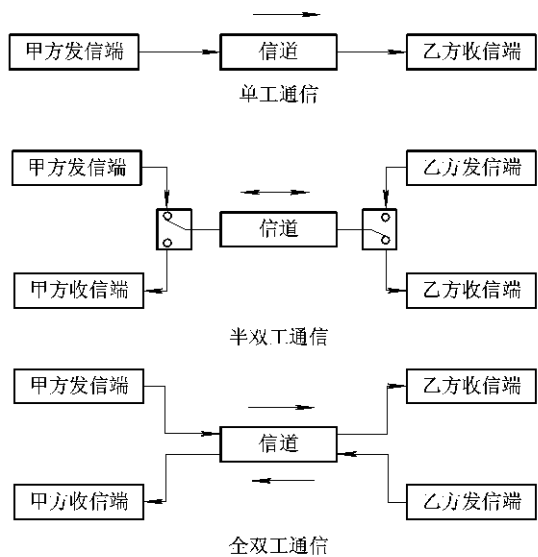 甲方发信端 信道 乙方收信端
单工通信
甲方发信端 乙方发信端
信道
甲方收信端 乙方收信端
半双工通信
甲方发信端 乙方收信端
信道
甲方收信端 乙方发信端
全双工通信